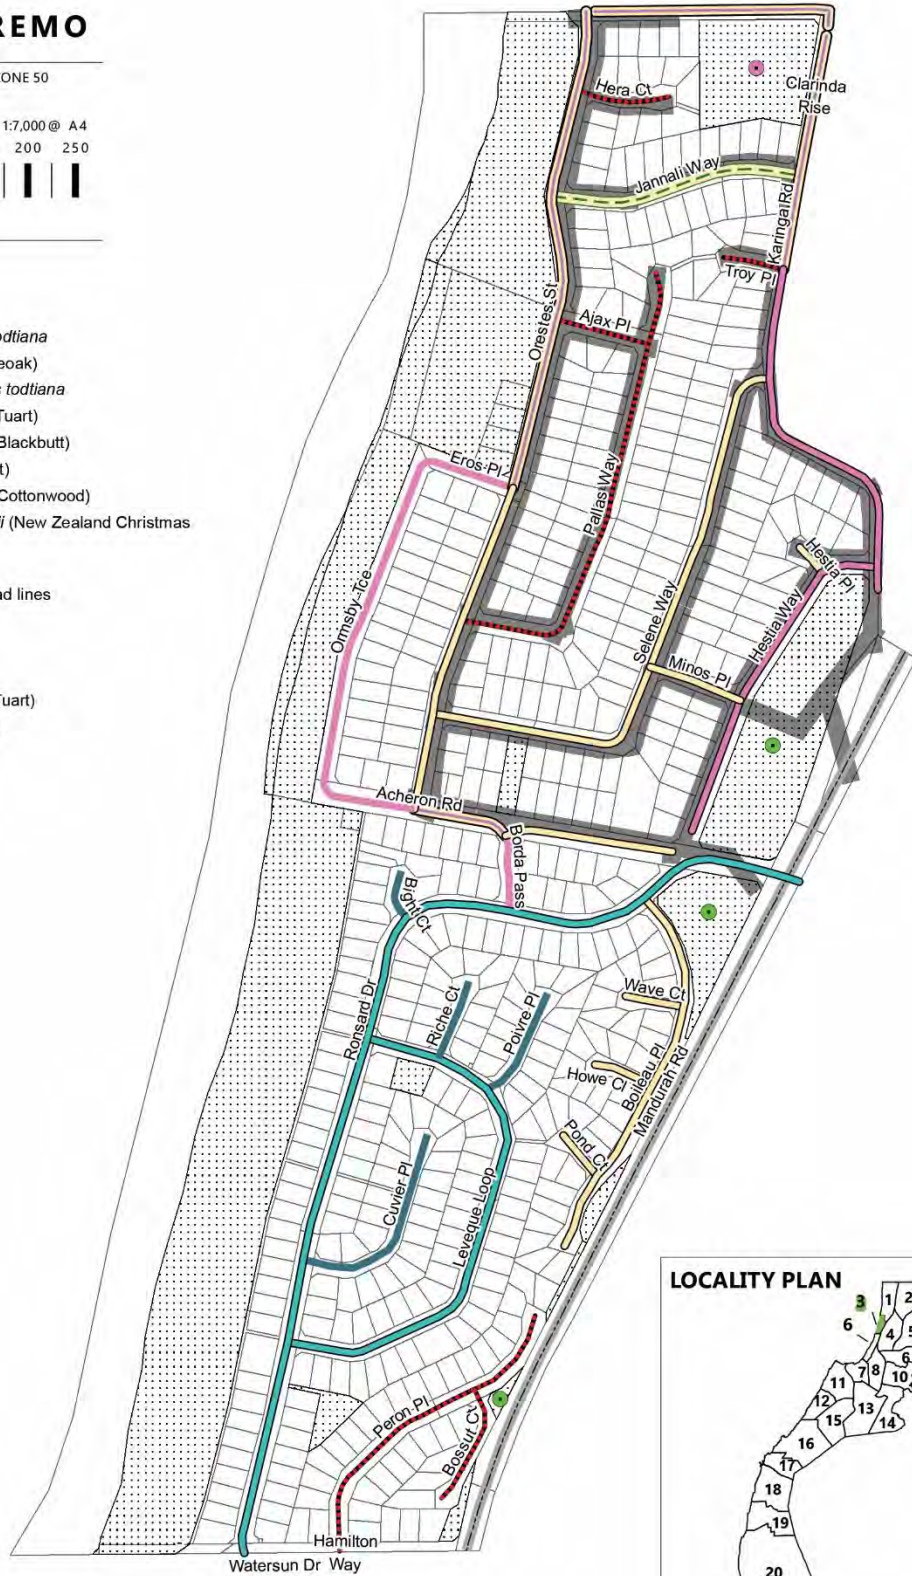 REMO
ONE 50
1:7,000 @ A4
200 250
odtiana
eoak)
s todtiana
Tuart)
Blackbutt)
t)
Cottonwood)
ii (New Zealand Christmas
ad lines
Tuart)
Hera Ct
Clarinda
Rise
Jannali Way
Karinga Rd
Troy Pl
Orestes St
Ajax Pl
Eros Pl
Pallas Way
Ormsby Tce
Selene Way
Hestia Pl
Hestia Way
Minos Pl
Acheron Rd
Borda Pass
Bight Ct
Ronsard Dr
Riche Ct
Poivre Pl
Wave Ct
Howe Cl
Boileau Pl
Mandurah Rd
Pond Ct
Cuvier Pl
Leveque Loop
Peron Pl
Bossut Ct
Hamilton
Way
Watersun Dr
LOCALITY PLAN
3
1
2
6
4
5
6
7
8
10
11
12
13
14
15
16
17
18
19
20